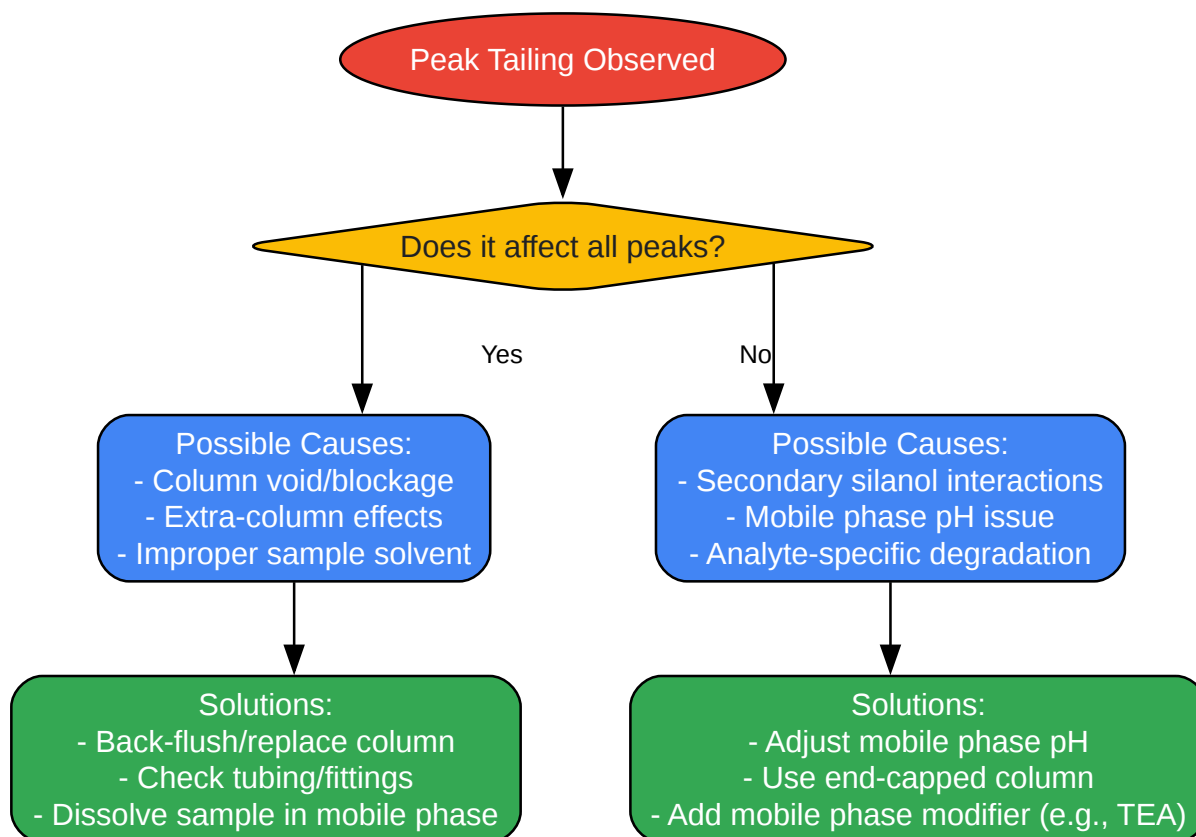 Peak Tailing Observed
Does it affect all peaks?
Yes
No
Possible Causes:
- Column void/blockage
- Extra-column effects
- Improper sample solvent
Possible Causes:
- Secondary silanol interactions
- Mobile phase pH issue
- Analyte-specific degradation
Solutions:
- Back-flush/replace column
- Check tubing/fittings
- Dissolve sample in mobile phase
Solutions:
- Adjust mobile phase pH
- Use end-capped column
- Add mobile phase modifier (e.g., TEA)